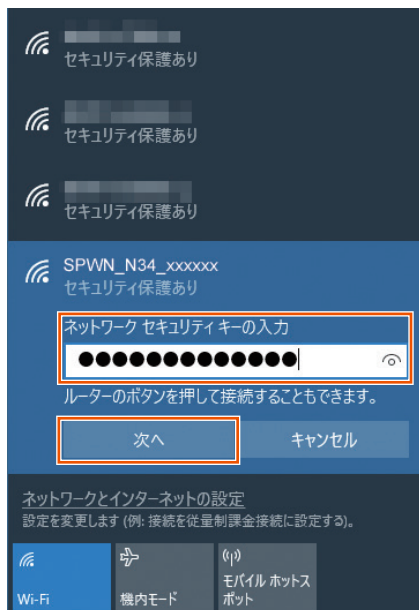 セキュリティ保護あり
セキュリティ保護あり
セキュリティ保護あり
SPWN_N34_xxxxxx
セキュリティ保護あり
ネットワーク セキュリティ キーの入力
●●●●●●●●●●●●●
ルーターのボタンを押して接続することもできます。
次へ
キャンセル
ネットワークとインターネットの設定
設定を変更します (例: 接続を従量制課金接続に設定する)。
Wi-Fi
機内モード
モバイル ホットス
ポット